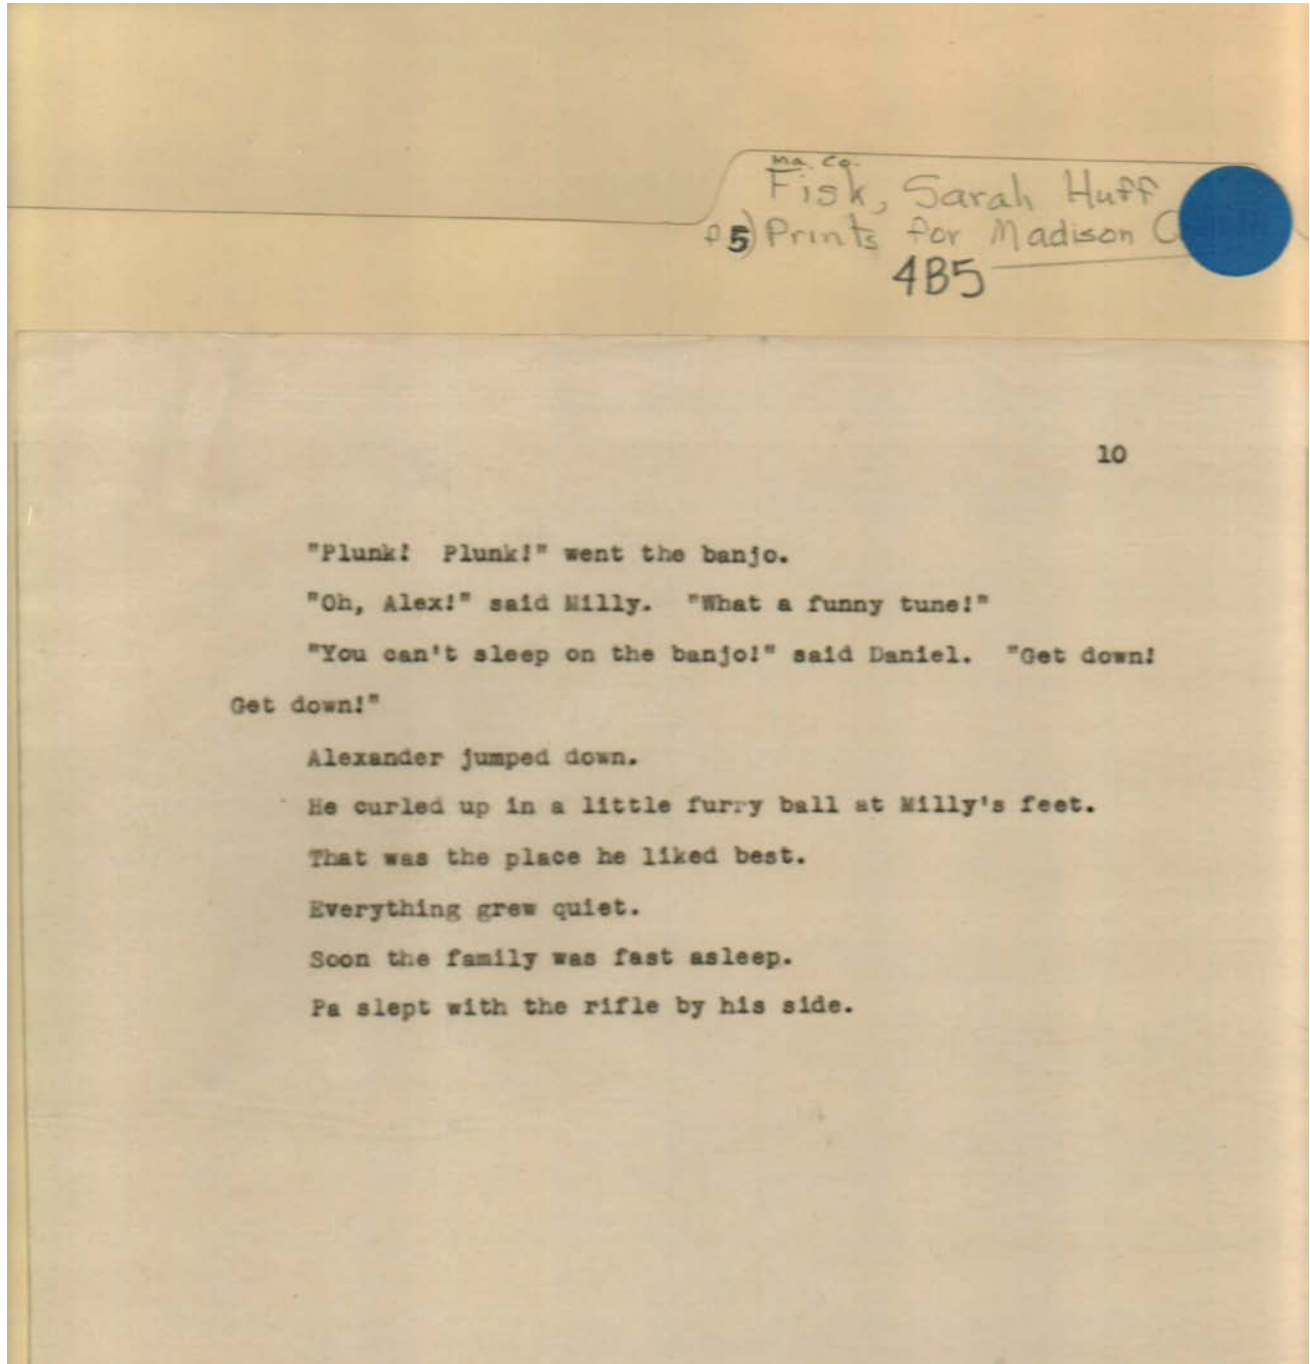 Ma. Co.
Fisk, Sarah Huff
5) Prints for Madison
4B5
10
"Plunk!  Plunk!" went the banjo.
"Oh, Alex!" said Milly.  "What a funny tune!"
"You can't sleep on the banjo!" said Daniel.  "Get down!
Get down!"
Alexander jumped down.
He curled up in a little furry ball at Milly's feet.
That was the place he liked best.
Everything grew quiet.
Soon the family was fast asleep.
Pa slept with the rifle by his side.